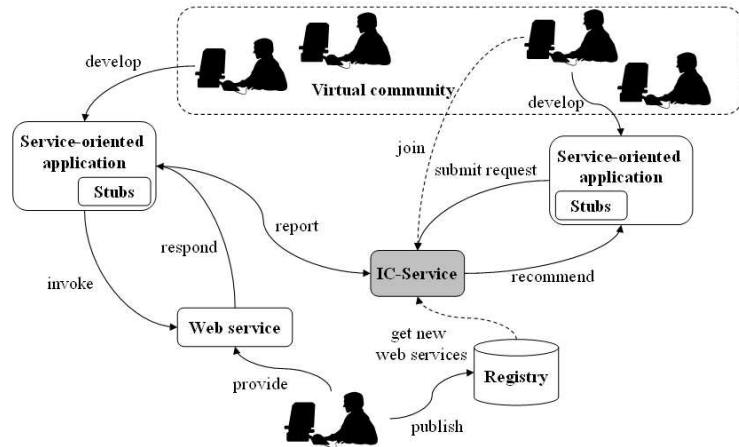 develop
Virtual community
develop
Service-oriented
application
Stubs
join
submit request
Service-oriented
application
Stubs
report
respond
invoke
IC-Service
recommend
Web service
get new
web services
provide
Registry
publish